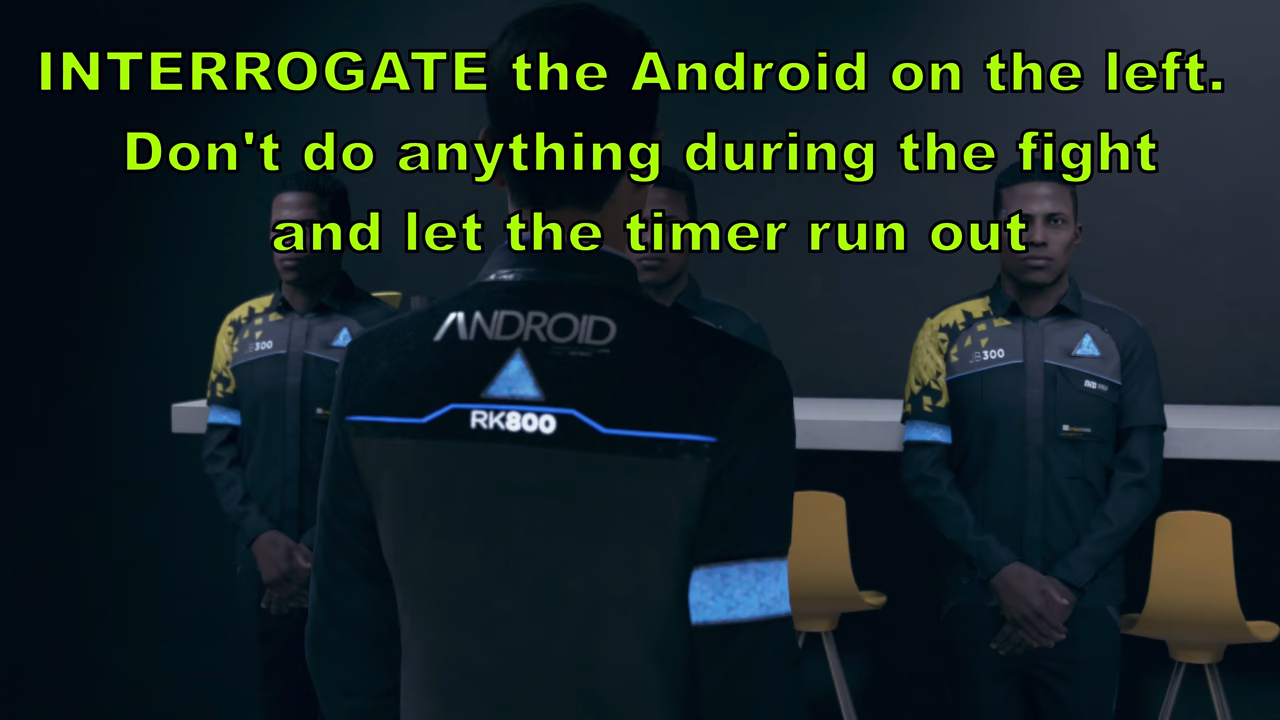 INTERROGATE the Android on the left.
Don't do anything during the fight
and let the timer run out
ANDROID
RK800
300
JB300